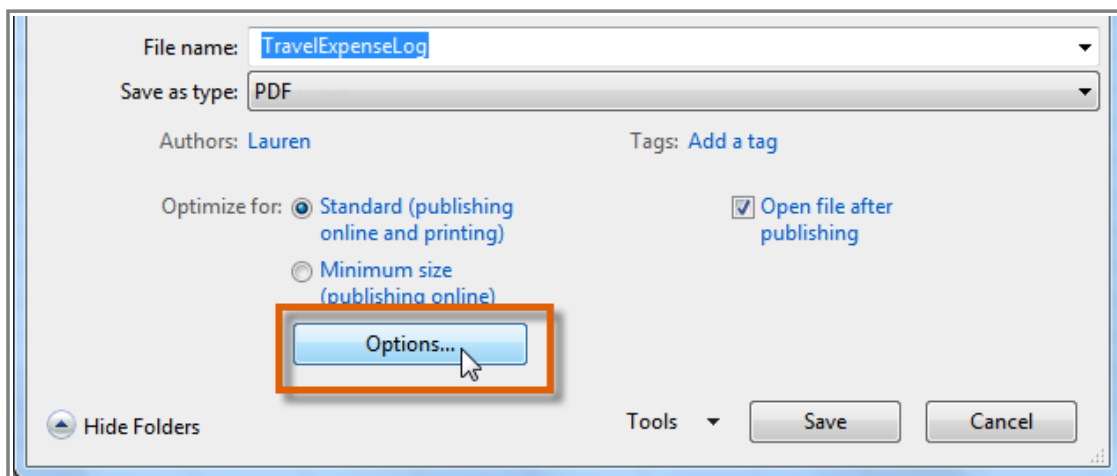 File name: TravelExpenseLog
Save as type: PDF
Authors: Lauren Tags: Add a tag
Optimize for: Standard (publishing Open file after
online and printing) publishing
Minimum size
(publishing online)
Options...
Hide Folders Tools Save Cancel